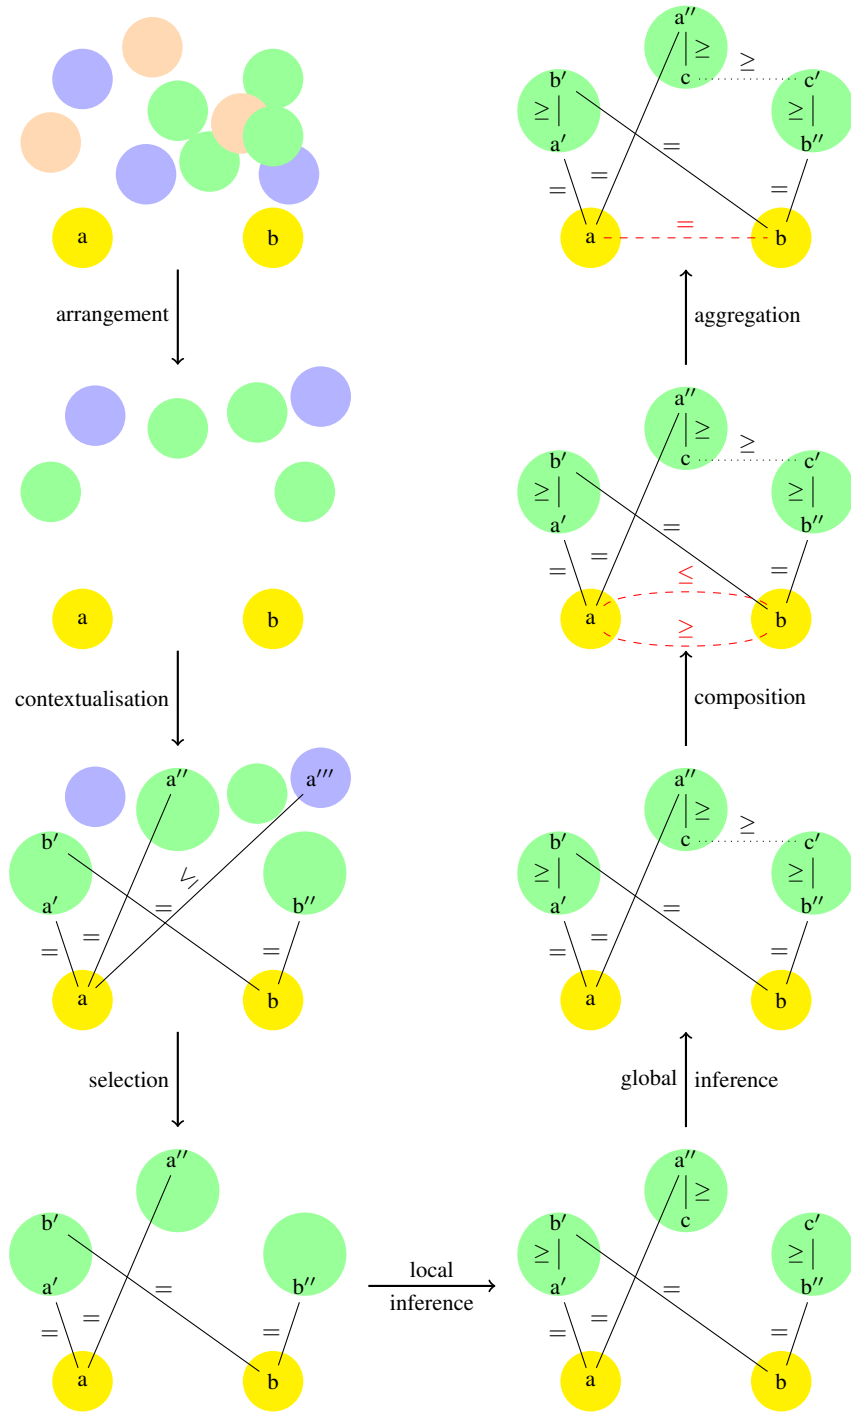 a b
arrangement
a b
contextualisation
a″ a‴
b′
≤
a′ = b″
= = =
a b
selection
a″
b′
a′ = b″
= = =
a b
local
inference
a″
≥
b′ c c′
≥ ≥
a′ = b″
= = =
a b
global inference
a″
≥ ≥
b′ c c′
≥ ≥
a′ = b″
= = =
a b
composition
a″
≥ ≥
b′ c c′
≥ ≥
a′ = b″
= = ≤ =
a ≥ b
aggregation
a″
≥ ≥
b′ c c′
≥ ≥
a′ = b″
= = =
a = b